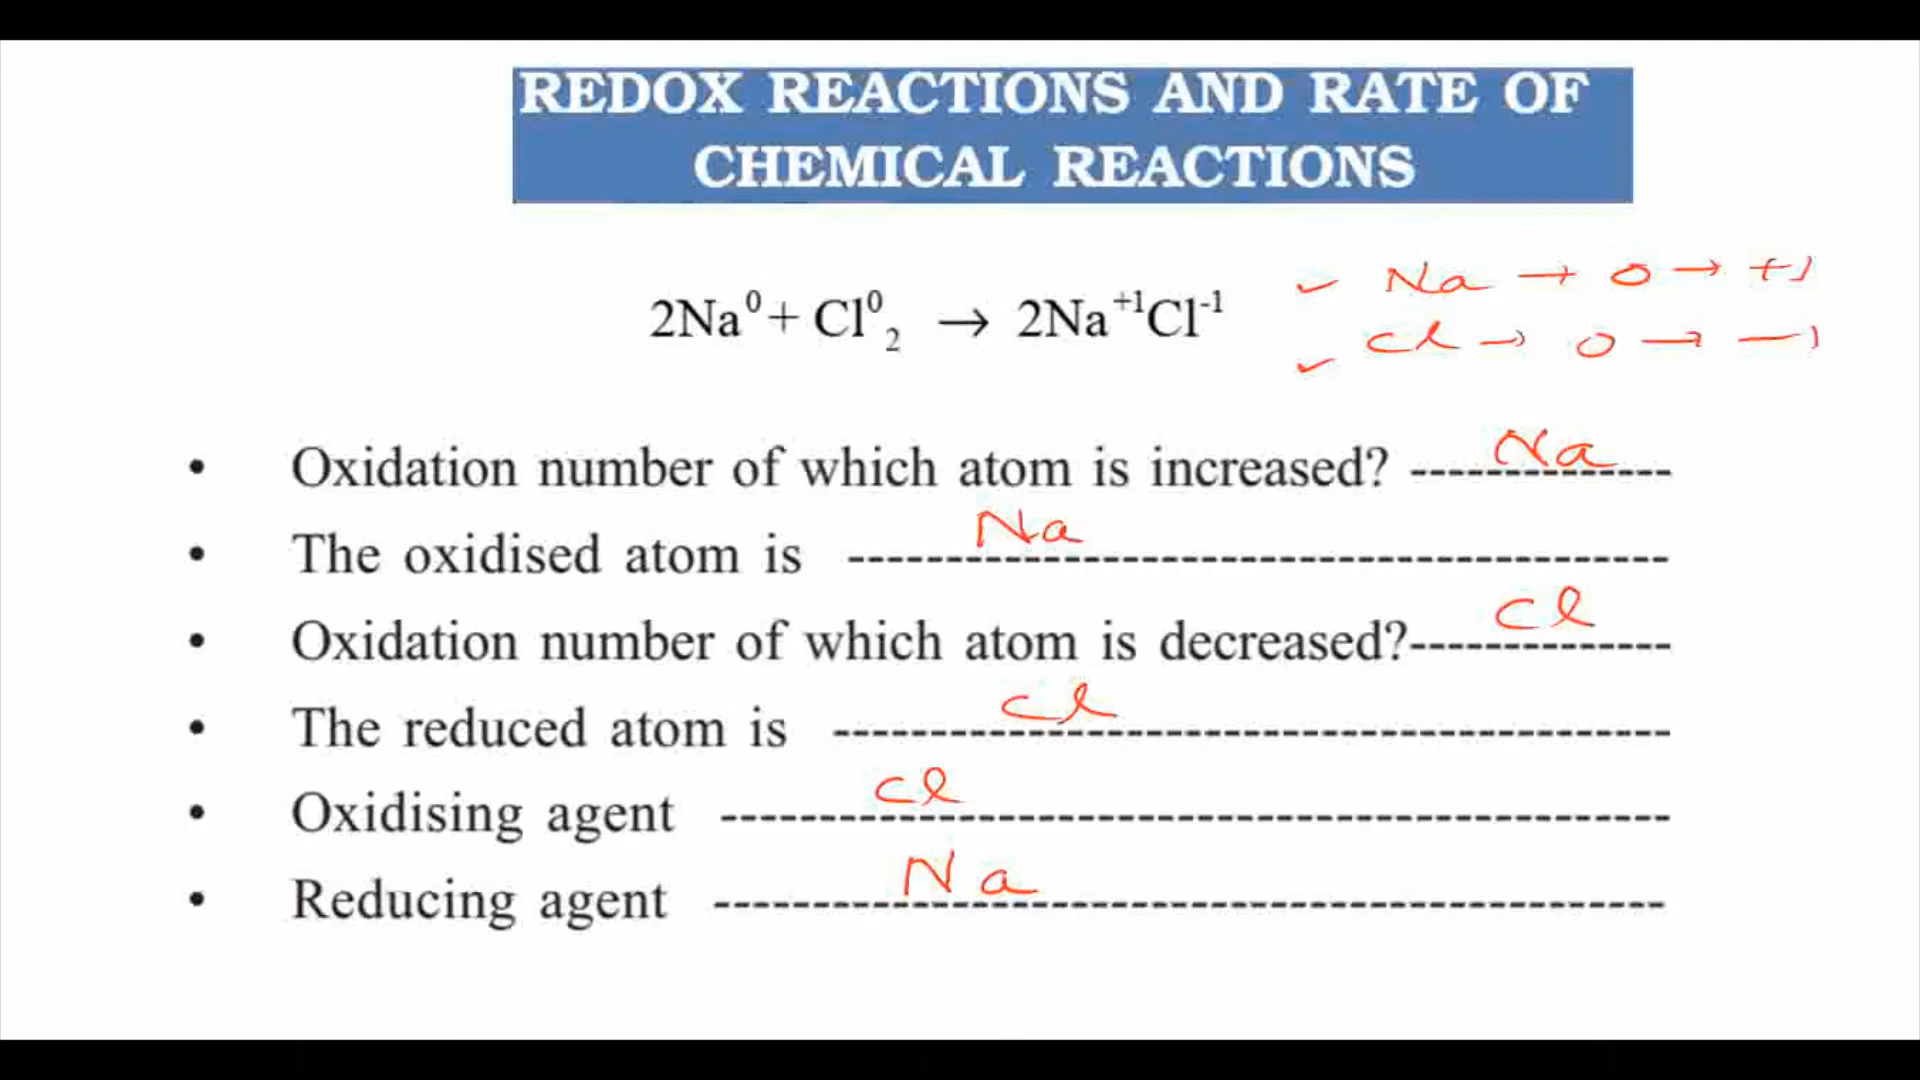 REDOX REACTIONS AND RATE OF
CHEMICAL REACTIONS
2Na⁰ + Cl⁰₂ → 2Na⁺¹Cl⁻¹
Na → 0 → +1
Cl → 0 → -1
• Oxidation number of which atom is increased? Na
• The oxidised atom is Na
• Oxidation number of which atom is decreased? Cl
• The reduced atom is Cl
• Oxidising agent Cl
• Reducing agent Na